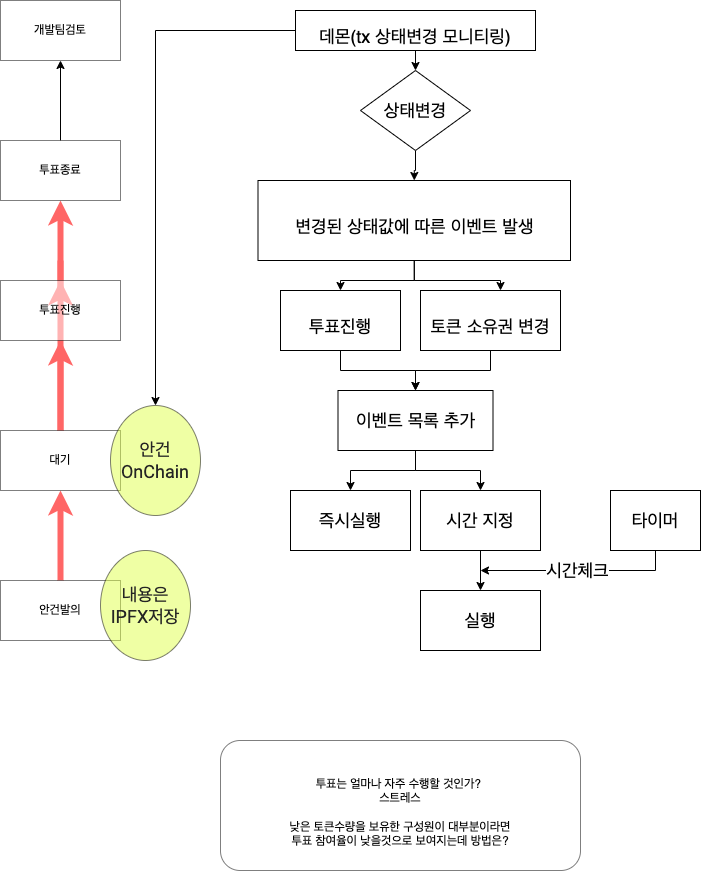 개발팀검토
데몬(tx 상태변경 모니티링)
상태변경
투표종료
변경된 상태값에 따른 이벤트 발생
투표진행
투표진행
토큰 소유권 변경
이벤트 목록 추가
대기
안건
OnChain
즉시실행
시간 지정
타이머
시간체크
안건발의
내용은
IPFX저장
실행
투표는 얼마나 자주 수행할 것인가?
스트레스
낮은 토큰수량을 보유한 구성원이 대부분이라면
투표 참여율이 낮을것으로 보여지는데 방법은?